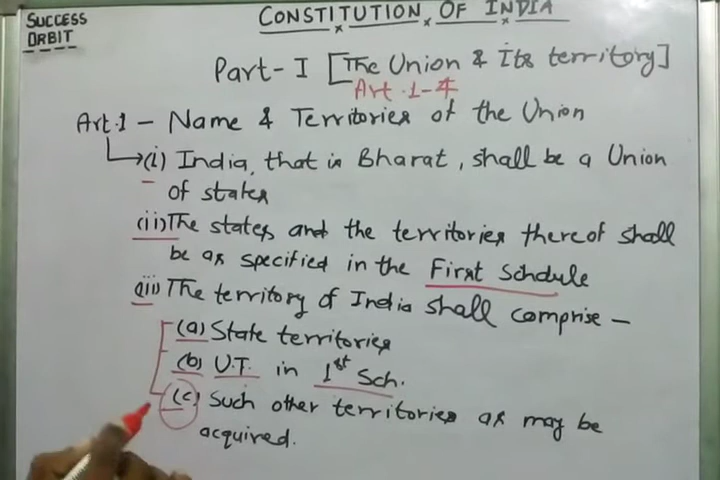 SUCCESS
ORBIT
CONSTITUTION OF INDIA
Part-I [The Union & Its territory]
Art.1-4
Art.1 - Name & Territories of the Union
(i) India, that is Bharat, shall be a Union
of states
(ii) The states and the territories thereof shall
be as specified in the First Schdule
(iii) The territory of India shall comprise -
(a) State territories
(b) U.T. in 1st Sch.
(c) Such other territories as may be
acquired.